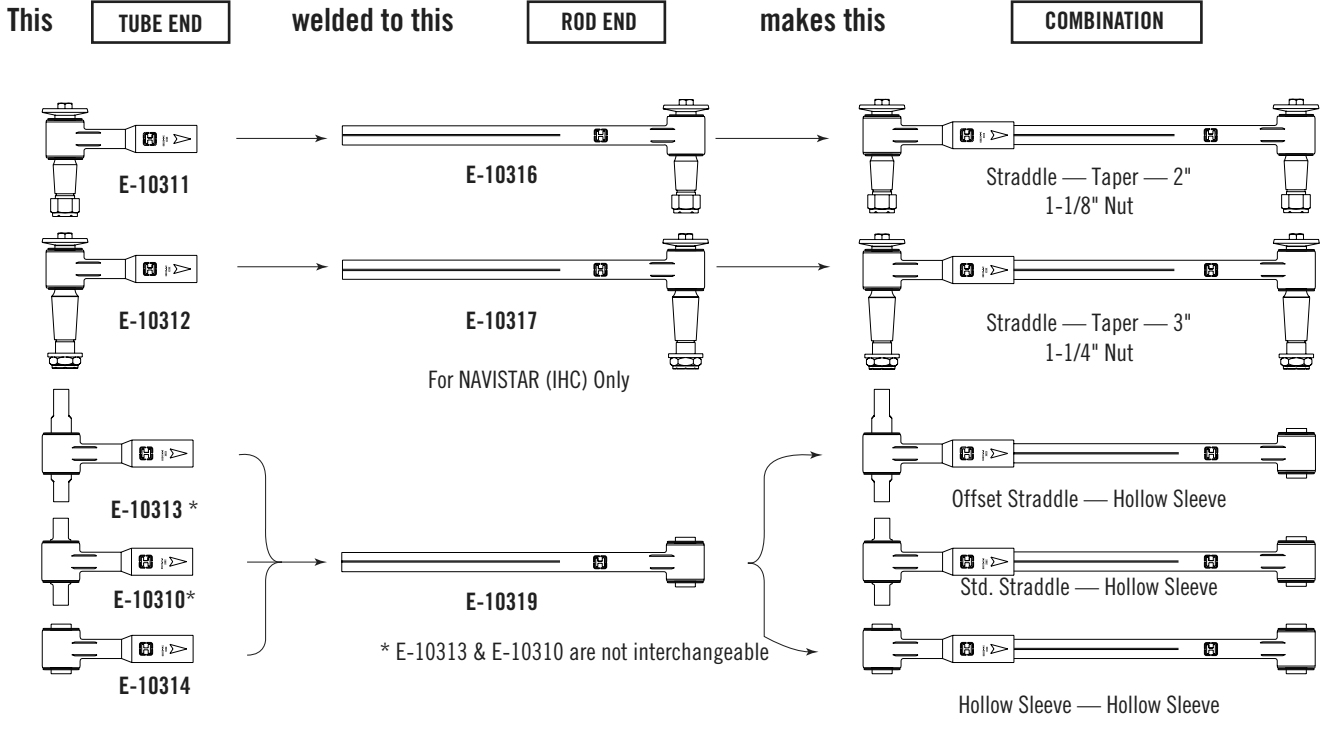 This TUBE END welded to this ROD END makes this COMBINATION
E-10311
E-10316
Straddle — Taper — 2"
1-1/8" Nut
E-10312
E-10317
Straddle — Taper — 3"
1-1/4" Nut
For NAVISTAR (IHC) Only
E-10313 *
Offset Straddle — Hollow Sleeve
E-10310*
E-10319
Std. Straddle — Hollow Sleeve
* E-10313 & E-10310 are not interchangeable
E-10314
Hollow Sleeve — Hollow Sleeve